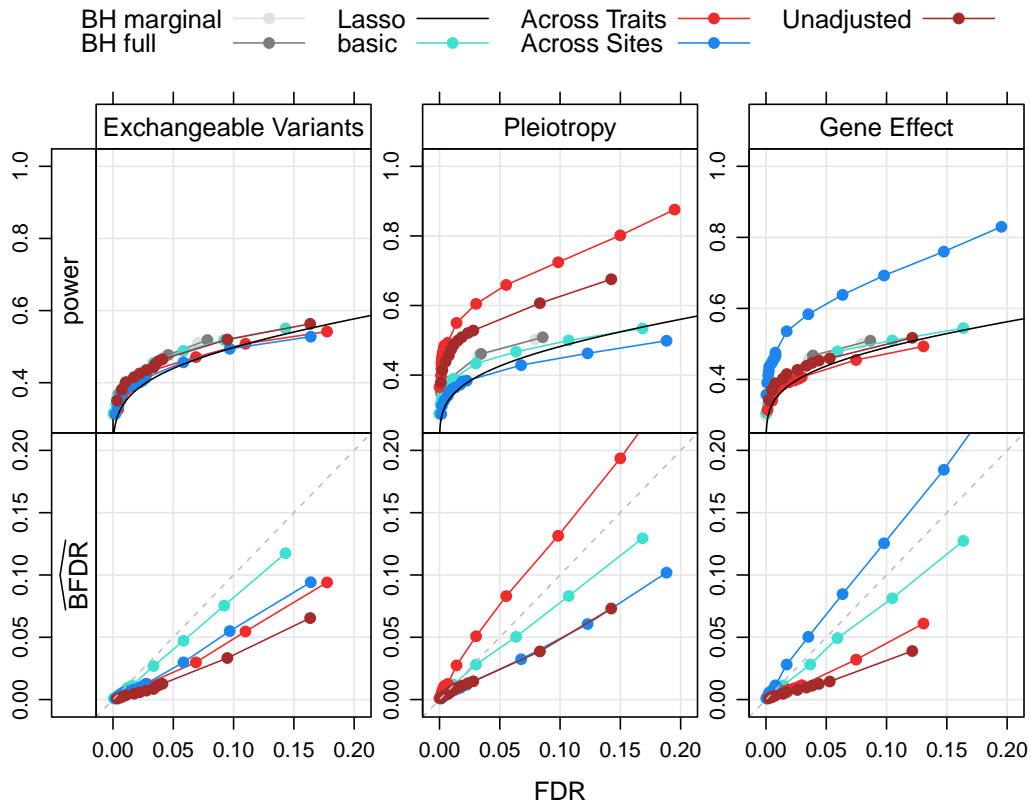 BH marginal Lasso Across Traits Unadjusted
BH full basic Across Sites
Exchangeable Variants Pleiotropy Gene Effect
power
1.0 1.0 1.0
0.8 0.8 0.8
0.6 0.6 0.6
0.4 0.4 0.4
BFDR
0.20 0.20 0.20
0.15 0.15 0.15
0.10 0.10 0.10
0.05 0.05 0.05
0.00 0.00 0.00
0.00 0.05 0.10 0.15 0.20 0.00 0.05 0.10 0.15 0.20 0.00 0.05 0.10 0.15 0.20
FDR